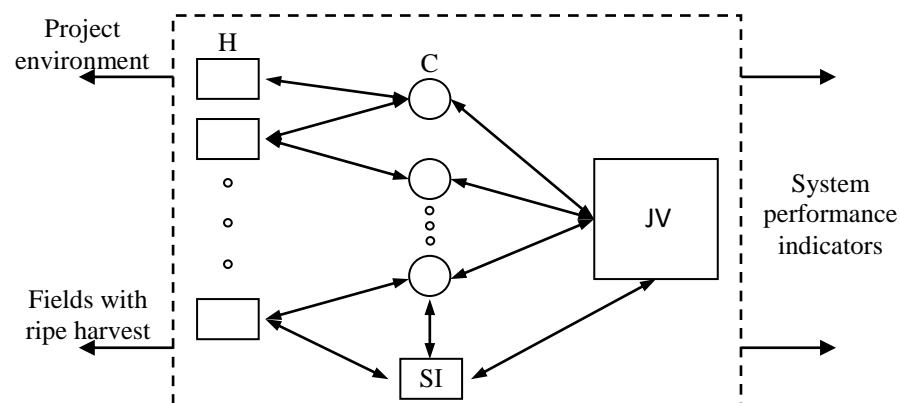 Project
environment
H
C
JV
System
performance
indicators
Fields with
ripe harvest
SI